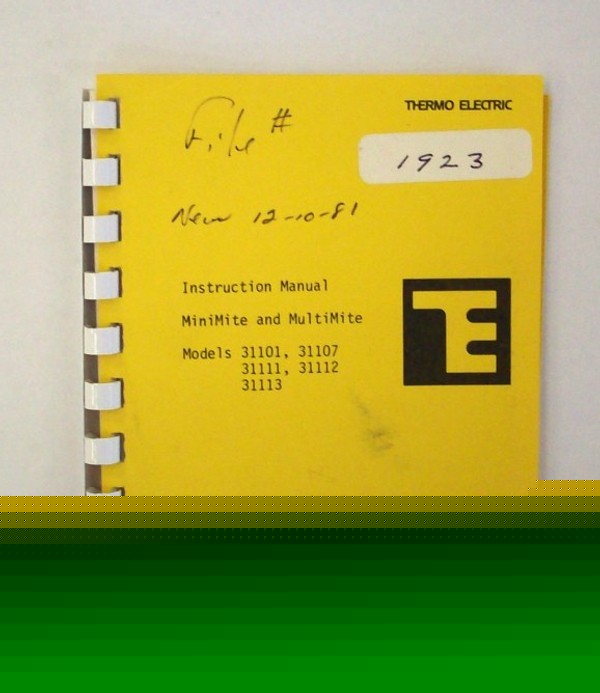 THERMO ELECTRIC
File #
1923
New 12-10-81
Instruction Manual
MiniMite and MultiMite
Models 31101, 31107
31111, 31112
31113
TE